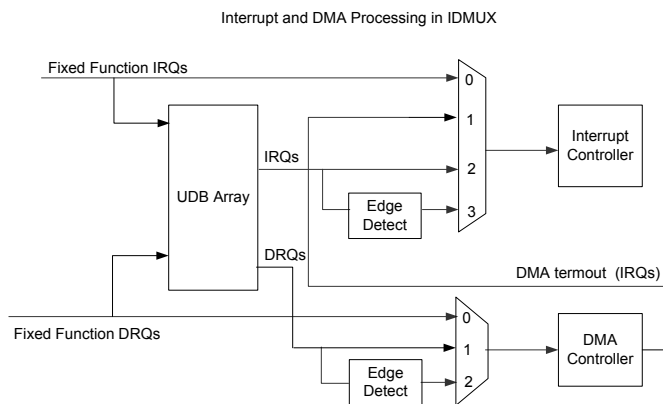 Interrupt and DMA Processing in IDMUX
Fixed Function IRQs
0
1
2
3
Interrupt
Controller
UDB Array
IRQs
Edge
Detect
DRQs
DMA termout (IRQs)
Fixed Function DRQs
0
1
2
DMA
Controller
Edge
Detect